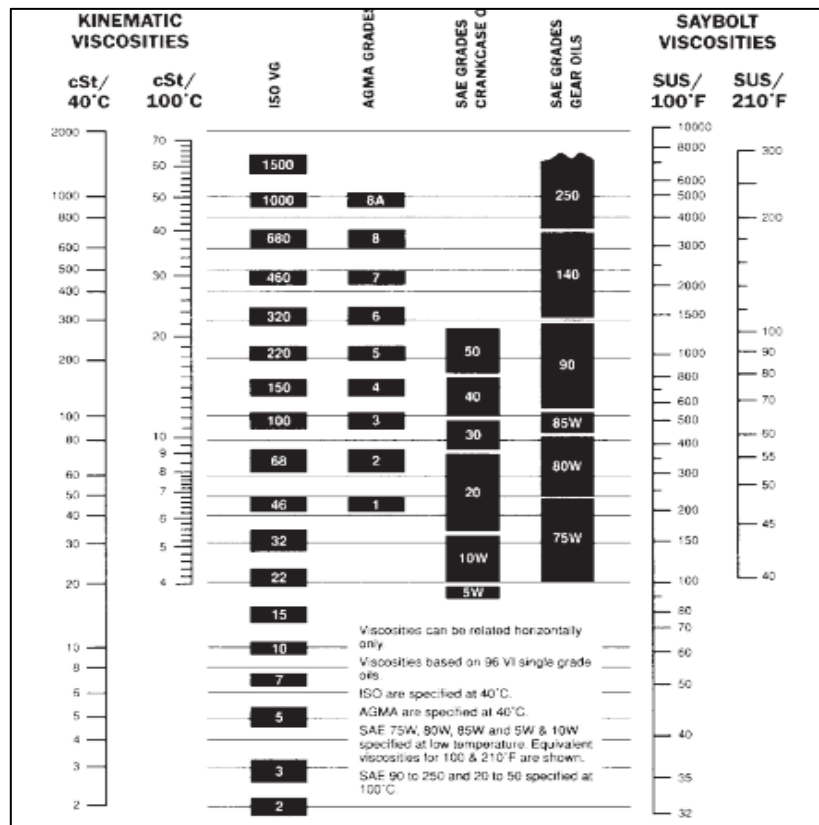 KINEMATIC
VISCOSITIES
cSt/
40°C
2000
1000
800
600
500
400
300
200
100
80
60
50
40
30
20
10
8
6
5
4
3
2
cSt/
100°C
70
60
50
40
30
20
10
9
8
7
6
5
4
ISO VG
1500
1000
680
460
320
220
150
100
68
46
32
22
15
10
7
5
3
2
AGMA GRADES
8A
8
7
6
5
4
3
2
1
SAE GRADES
CRANKCASE O
50
40
30
20
10W
5W
SAE GRADES
GEAR OILS
250
140
90
85W
80W
75W
SAYBOLT
VISCOSITIES
SUS/
100°F
10000
8000
6000
5000
4000
3000
2000
1500
1000
800
600
500
400
300
200
150
100
80
70
60
50
40
35
32
SUS/
210°F
300
200
100
90
80
70
60
55
50
45
40
Viscosities can be related horizontally
only.
Viscosities based on 96 VI single grade
oils.
ISO are specified at 40°C.
AGMA are specified at 40°C.
SAE 75W, 80W, 85W and 5W & 10W
specified at low temperature. Equivalent
viscosities for 100 & 210°F are shown.
SAE 90 to 250 and 20 to 50 specified at
100°C.